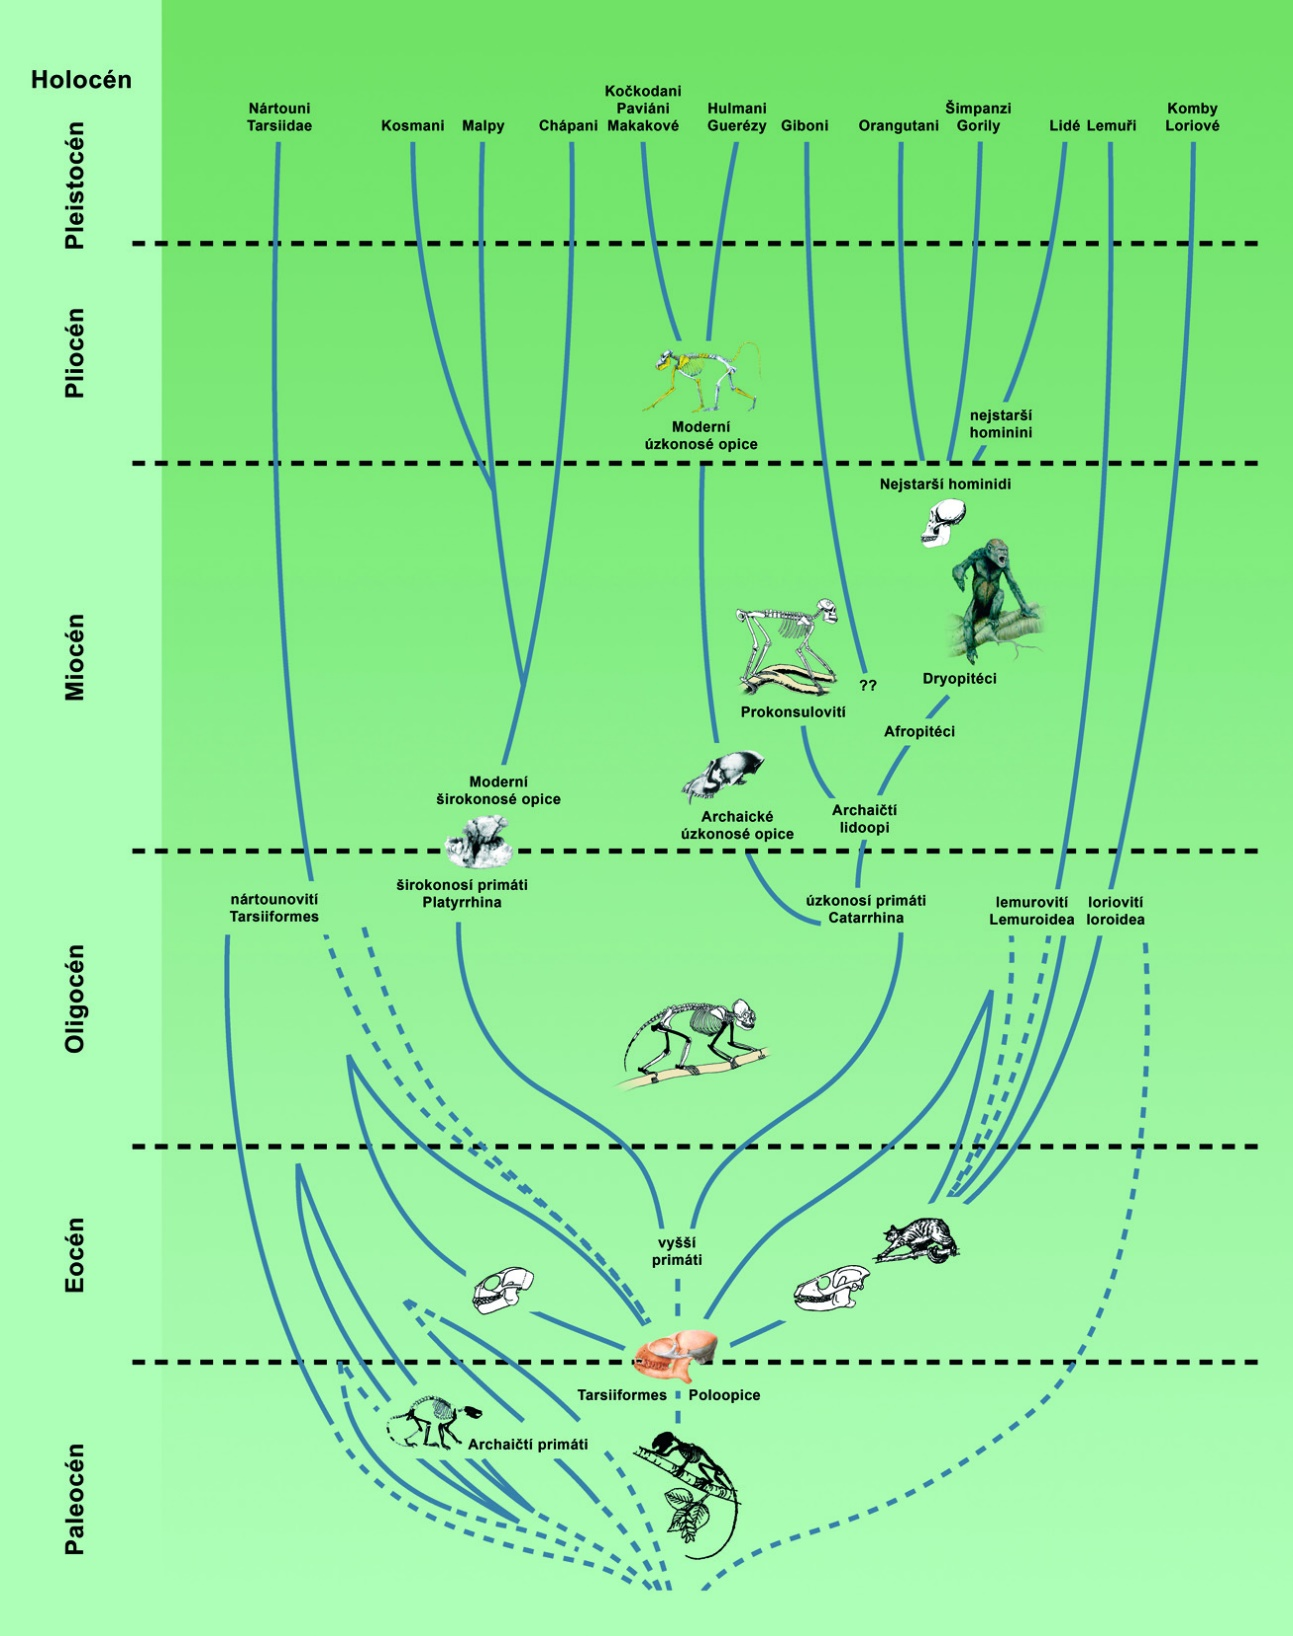 Holocén
Pleistocén
Pliocén
Miocén
Oligocén
Eocén
Paleocén
Nártouni
Tarsiidae
Kosmani
Malpy
Chápani
Kočkodani
Paviáni
Makakové
Hulmani
Guerézy
Giboni
Orangutani
Šimpanzi
Gorily
Lidé
Lemuři
Komby
Loriové
Moderní
úzkonosé opice
nejstarší
hominini
Nejstarší hominidi
??
Dryopitéci
Prokonsulovití
Afropitéci
Moderní
širokonosé opice
Archaické
úzkonosé opice
Archaičtí
lidoopi
nártounovití
Tarsiiformes
širokonosí primáti
Platyrrhina
úzkonosí primáti
Catarrhina
lemurovití
Lemuroidea
loriovití
loroidea
vyšší
primáti
Tarsiiformes
Poloopice
Archaičtí primáti